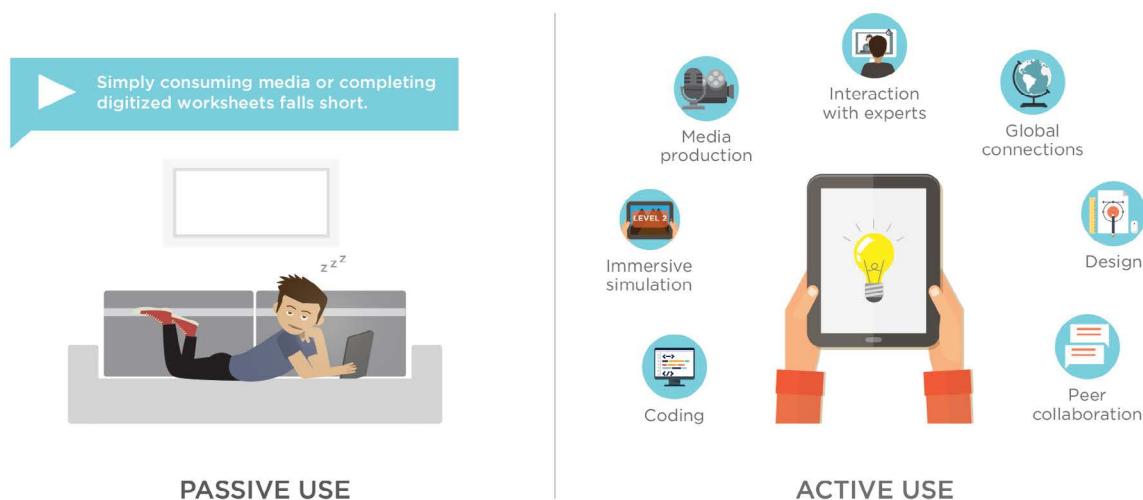 Simply consuming media or completing
digitized worksheets falls short.
z z z
PASSIVE USE
Interaction
with experts
Media
production
Global
connections
LEVEL 2
Immersive
simulation
Design
Coding
Peer
collaboration
ACTIVE USE